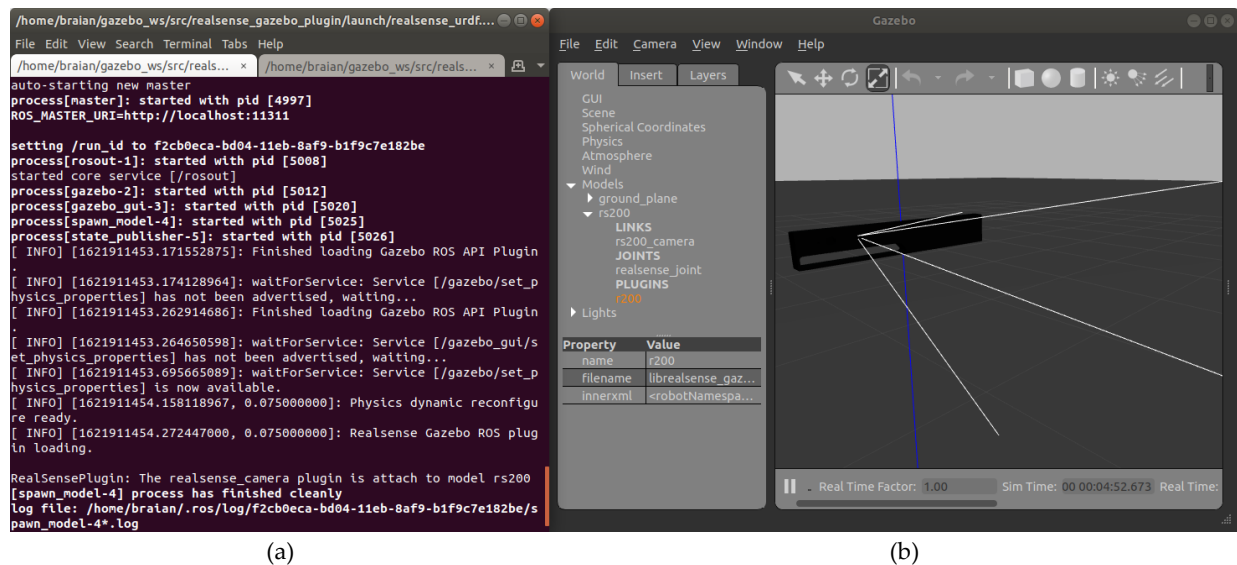 /home/braian/gazebo_ws/src/realsense_gazebo_plugin/launch/realsense_urdf....
File Edit View Search Terminal Tabs Help
/home/braian/gazebo_ws/src/reals... × /home/braian/gazebo_ws/src/reals... ×
auto-starting new master
process[master]: started with pid [4997]
ROS_MASTER_URI=http://localhost:11311
setting /run_id to f2cb0eca-bd04-11eb-8af9-b1f9c7e182be
process[rosout-1]: started with pid [5008]
started core service [/rosout]
process[gazebo-2]: started with pid [5012]
process[gazebo_gui-3]: started with pid [5020]
process[spawn_model-4]: started with pid [5025]
process[state_publisher-5]: started with pid [5026]
[ INFO] [1621911453.171552875]: Finished loading Gazebo ROS API Plugin
.
[ INFO] [1621911453.174128964]: waitForService: Service [/gazebo/set_p
hysics_properties] has not been advertised, waiting...
[ INFO] [1621911453.262914686]: Finished loading Gazebo ROS API Plugin
.
[ INFO] [1621911453.264650598]: waitForService: Service [/gazebo_gui/s
et_physics_properties] has not been advertised, waiting...
[ INFO] [1621911453.695665089]: waitForService: Service [/gazebo/set_p
hysics_properties] is now available.
[ INFO] [1621911454.158118967, 0.075000000]: Physics dynamic reconfigu
re ready.
[ INFO] [1621911454.272447000, 0.075000000]: Realsense Gazebo ROS plug
in loading.
RealSensePlugin: The realsense_camera plugin is attach to model rs200
[spawn_model-4] process has finished cleanly
log file: /home/braian/.ros/log/f2cb0eca-bd04-11eb-8af9-b1f9c7e182be/s
pawn_model-4*.log
(a)
Gazebo
File Edit Camera View Window Help
World Insert Layers
GUI
Scene
Spherical Coordinates
Physics
Atmosphere
Wind
Models
ground_plane
rs200
LINKS
rs200_camera
JOINTS
realsense_joint
PLUGINS
r200
Lights
Property Value
name r200
filename librealsense_gaz...
innerxml <robotNamespa...
Real Time Factor: 1.00 Sim Time: 00 00:04:52.673 Real Time:
(b)